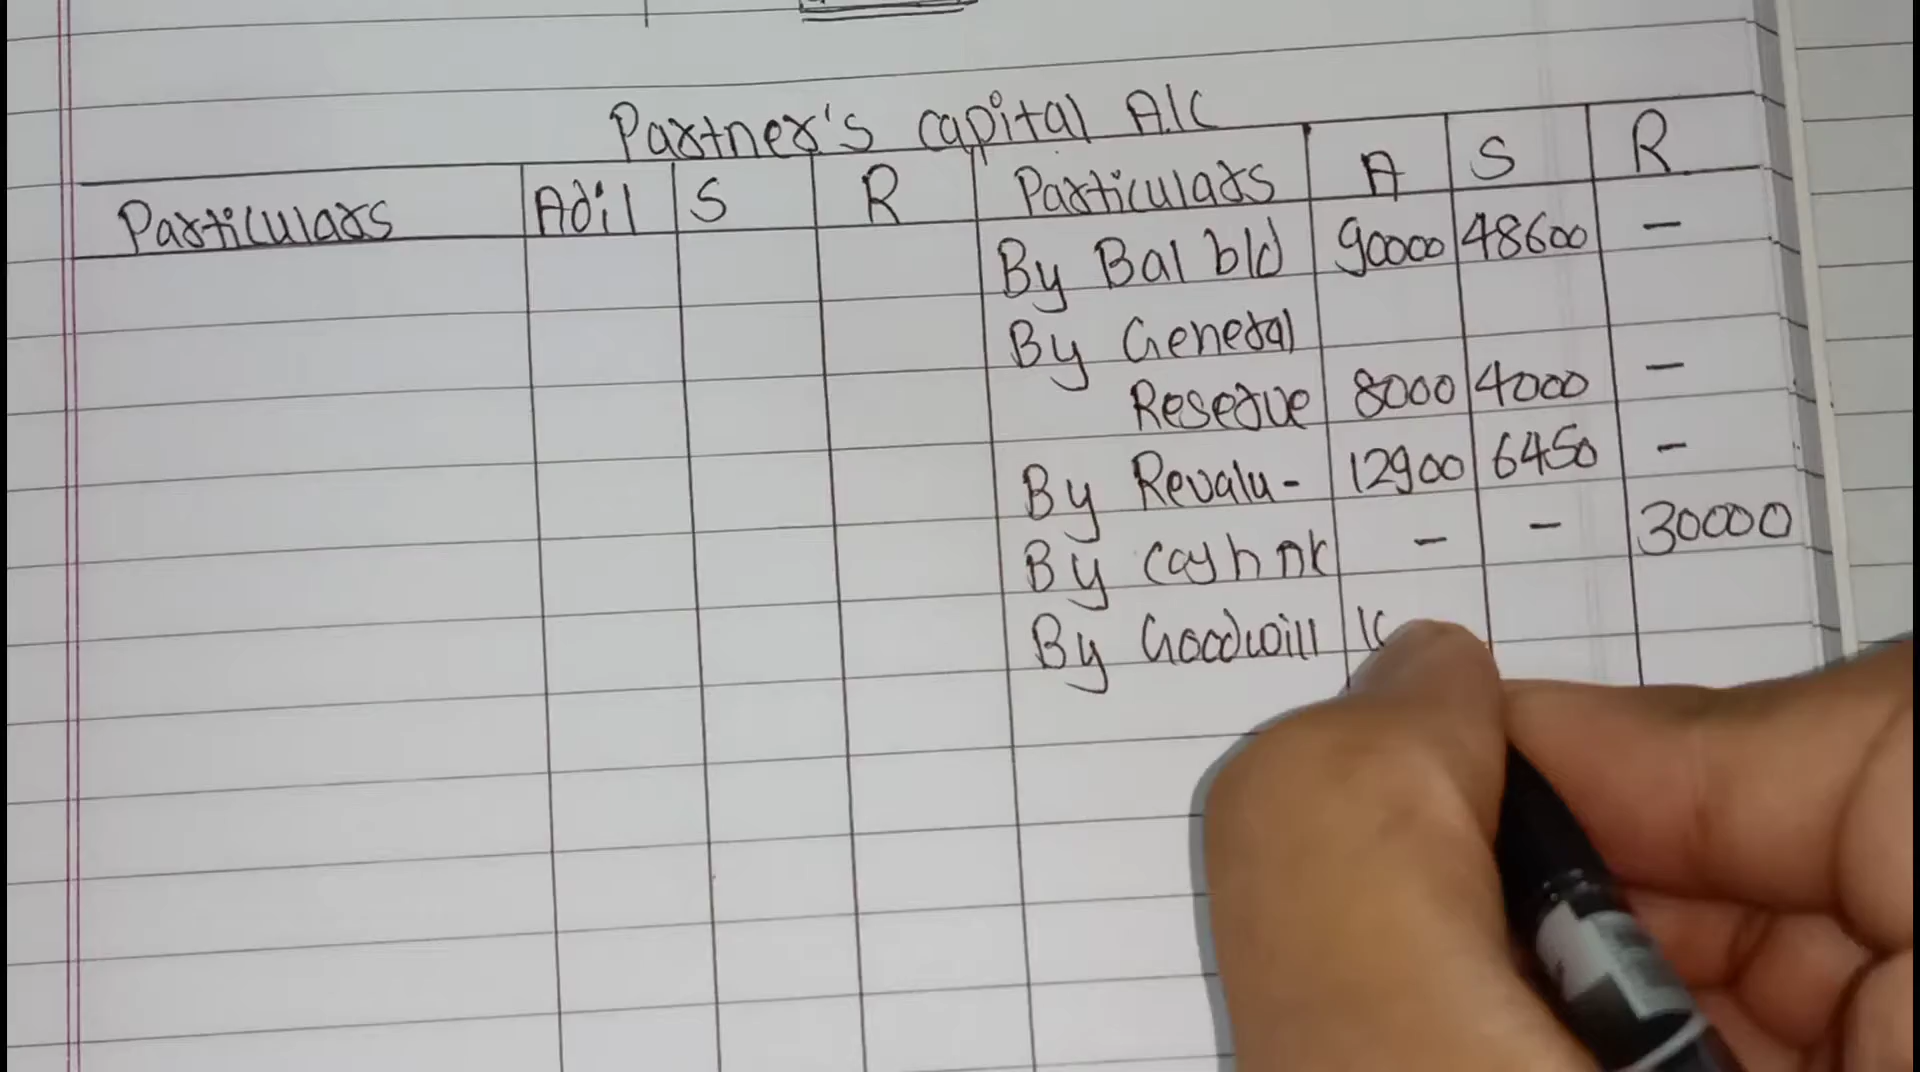 Partner's capital A/C
Particulars Adil S R Particulars A S R
By Bal b/d 90000 48600 -
By General
Reserve 8000 4000 -
By Revalu- 12900 6450 -
By Cash - - 30000
By Goodwill